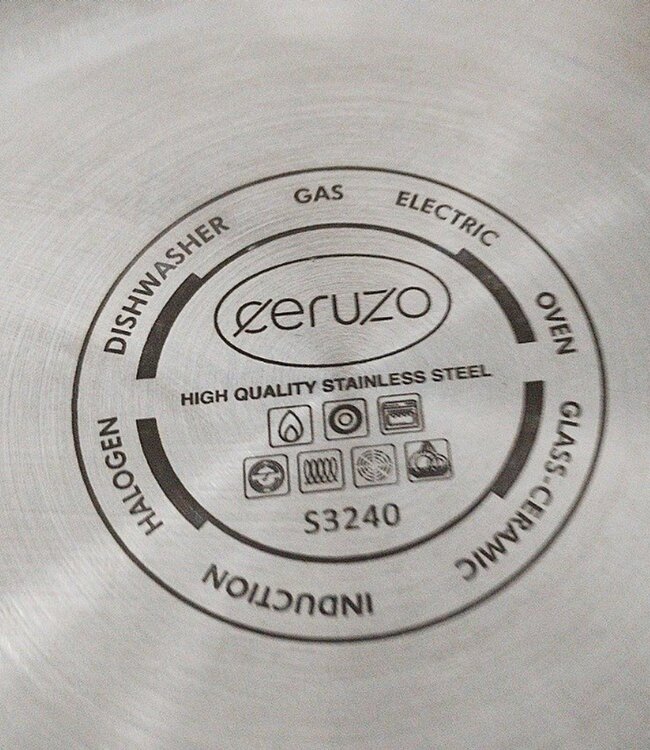 DISHWASHER
GAS
ELECTRIC
OVEN
GLASS-CERAMIC
INDUCTION
HALOGEN
ceruzo
HIGH QUALITY STAINLESS STEEL
S3240